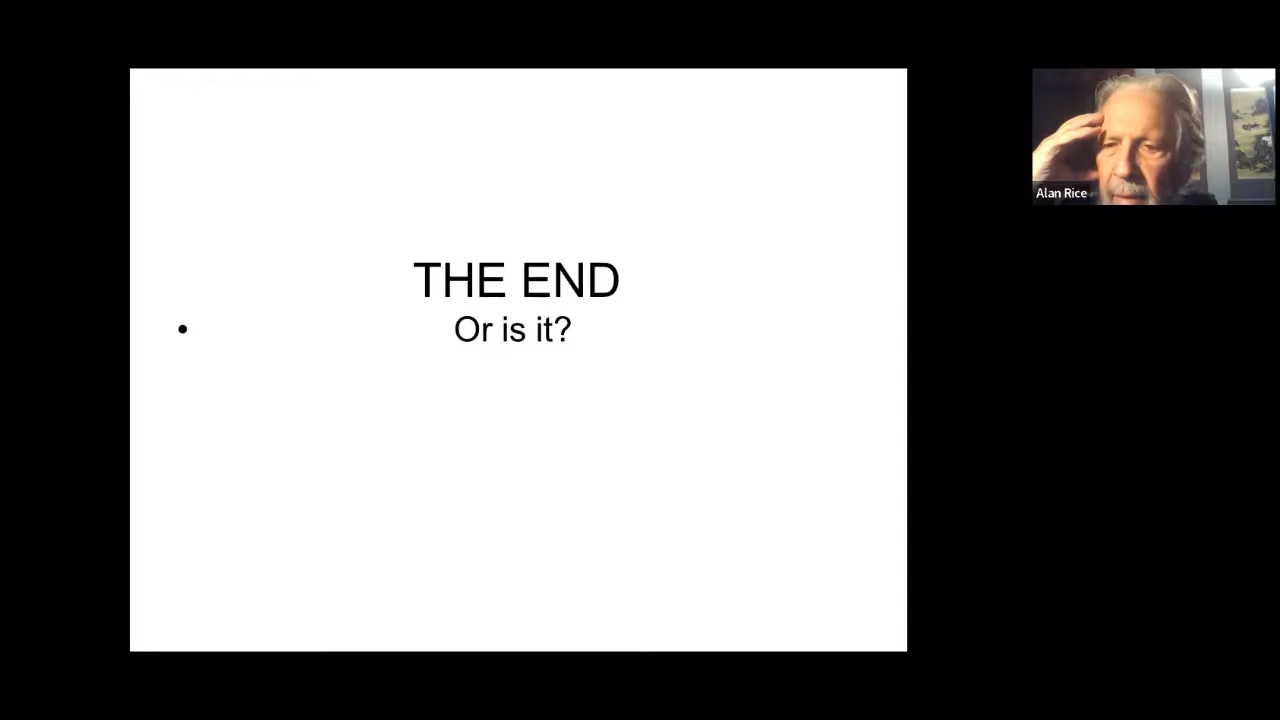 THE END
• Or is it?
Alan Rice